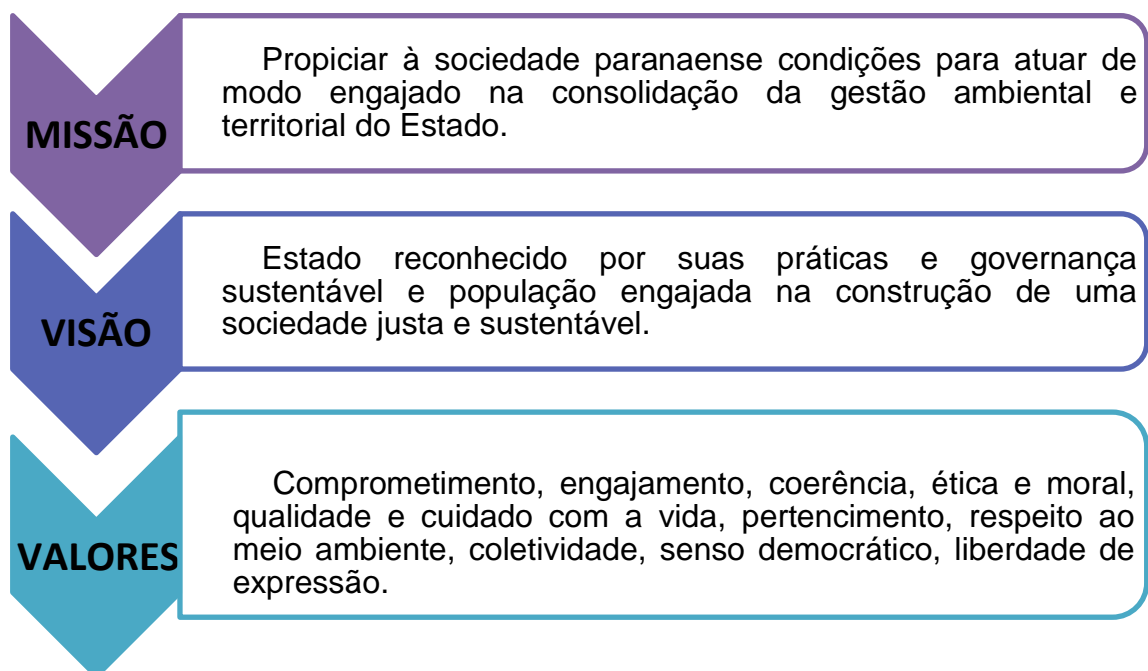 MISSÃO
Propiciar à sociedade paranaense condições para atuar de
modo engajado na consolidação da gestão ambiental e
territorial do Estado.
VISÃO
Estado reconhecido por suas práticas e governança
sustentável e população engajada na construção de uma
sociedade justa e sustentável.
VALORES
Comprometimento, engajamento, coerência, ética e moral,
qualidade e cuidado com a vida, pertencimento, respeito ao
meio ambiente, coletividade, senso democrático, liberdade de
expressão.